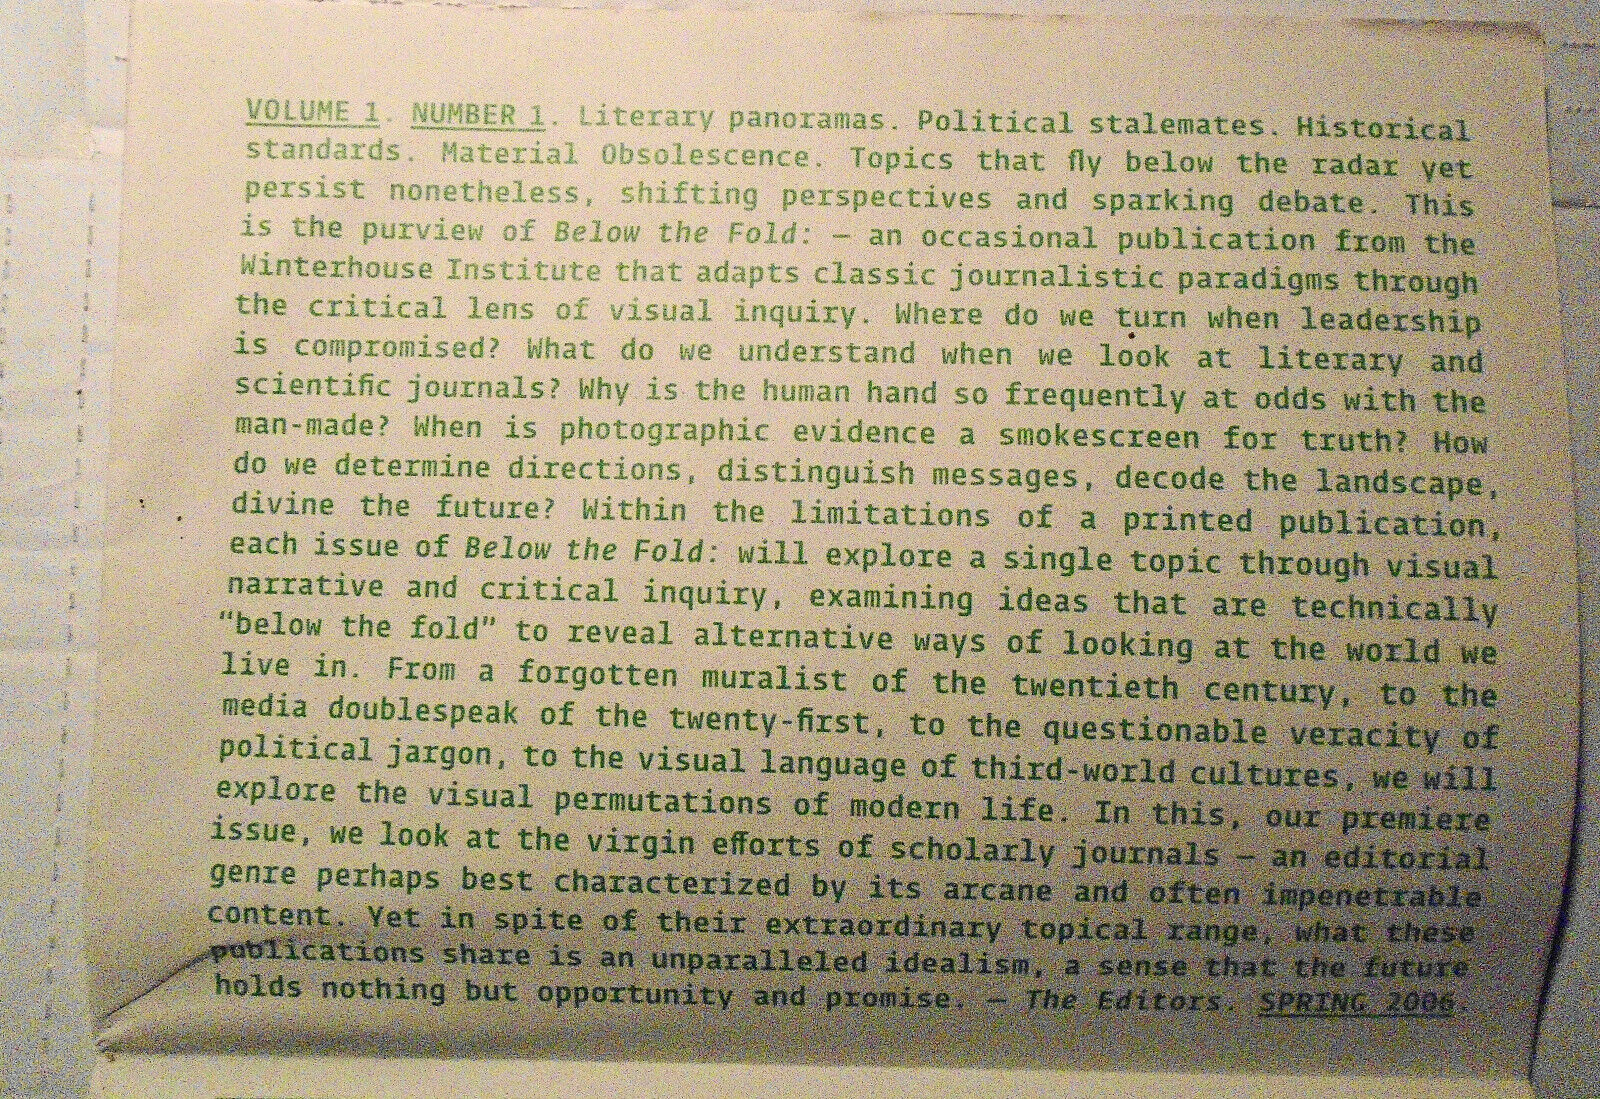 VOLUME 1. NUMBER 1. Literary panoramas. Political stalemates. Historical
standards. Material Obsolescence. Topics that fly below the radar yet
persist nonetheless, shifting perspectives and sparking debate. This
is the purview of Below the Fold: — an occasional publication from the
Winterhouse Institute that adapts classic journalistic paradigms through
the critical lens of visual inquiry. Where do we turn when leadership
is compromised? What do we understand when we look at literary and
scientific journals? Why is the human hand so frequently at odds with the
man-made? When is photographic evidence a smokescreen for truth? How
do we determine directions, distinguish messages, decode the landscape,
divine the future? Within the limitations of a printed publication,
each issue of Below the Fold: will explore a single topic through visual
narrative and critical inquiry, examining ideas that are technically
“below the fold” to reveal alternative ways of looking at the world we
live in. From a forgotten muralist of the twentieth century, to the
media doublespeak of the twenty-first, to the questionable veracity of
political jargon, to the visual language of third-world cultures, we will
explore the visual permutations of modern life. In this, our premiere
issue, we look at the virgin efforts of scholarly journals — an editorial
genre perhaps best characterized by its arcane and often impenetrable
content. Yet in spite of their extraordinary topical range, what these
publications share is an unparalleled idealism, a sense that the future
holds nothing but opportunity and promise. — The Editors. SPRING 2006.